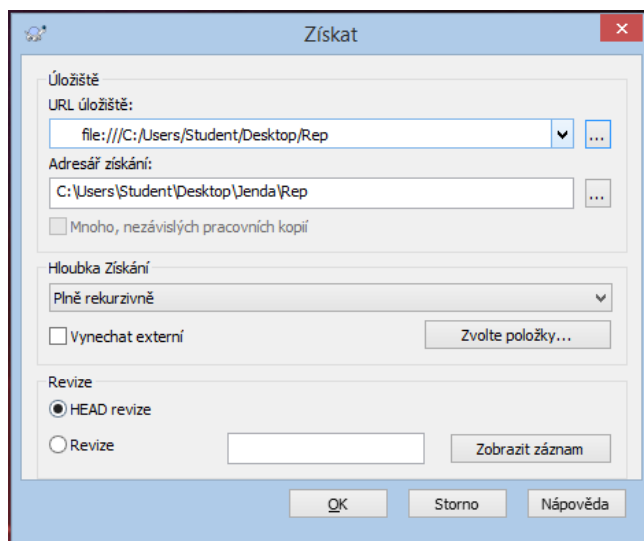 Získat
Úložiště
URL úložiště:
file:///C:/Users/Student/Desktop/Rep
...
Adresář získání:
C:\Users\Student\Desktop\Jenda\Rep
...
Mnoho, nezávislých pracovních kopií
Hloubka Získání
Plně rekurzivně
Vynechat externí
Zvolte položky...
Revize
HEAD revize
Revize
Zobrazit záznam
OK
Storno
Nápověda